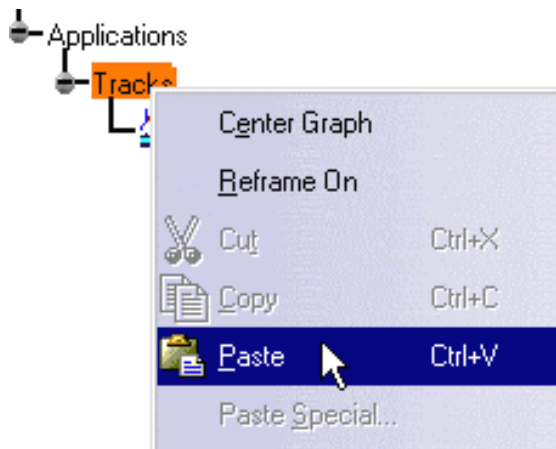 Applications
Tracks
Center Graph
Reframe On
Cut Ctrl+X
Copy Ctrl+C
Paste Ctrl+V
Paste Special...